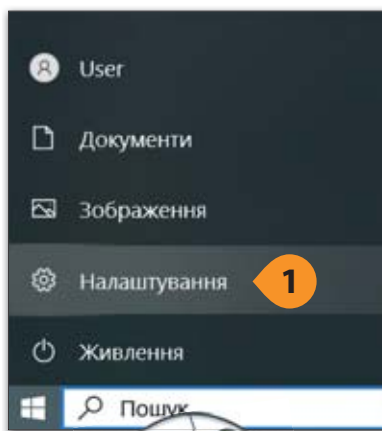 User
Документи
Зображення
Налаштування 1
Живлення
Пошук